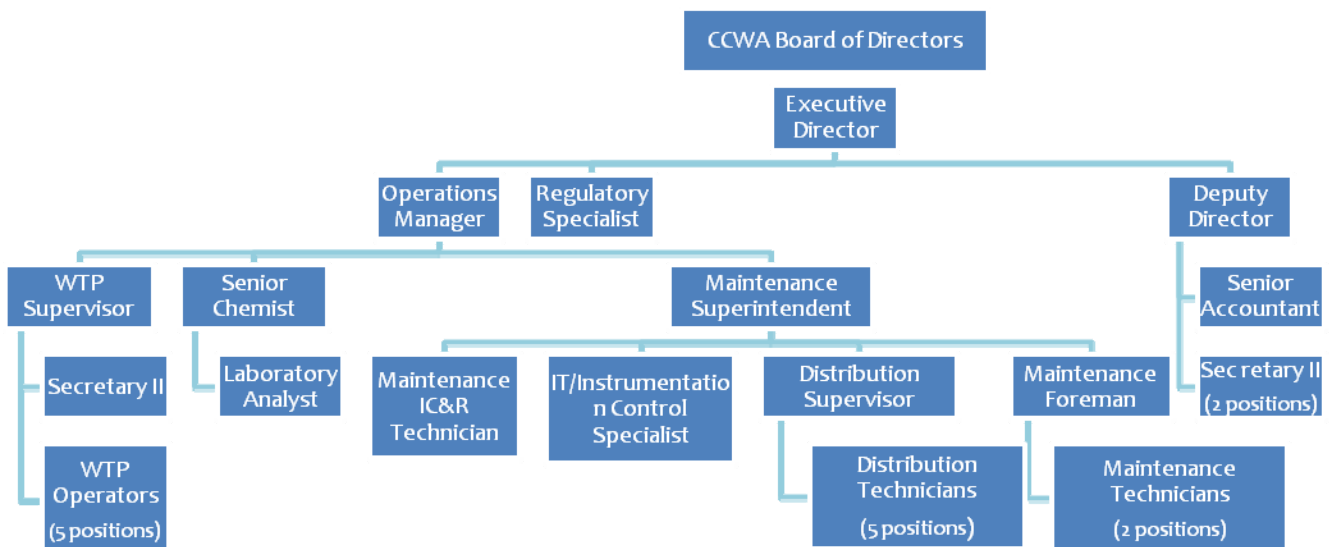 CCWA Board of Directors
Executive
Director
Operations
Manager
Regulatory
Specialist
Deputy
Director
WTP
Supervisor
Senior
Chemist
Maintenance
Superintendent
Senior
Accountant
Secretary II
Laboratory
Analyst
Maintenance
IC&R
Technician
IT/Instrumentatio
n Control
Specialist
Distribution
Supervisor
Maintenance
Foreman
Secretary II
(2 positions)
WTP
Operators
(5 positions)
Distribution
Technicians
(5 positions)
Maintenance
Technicians
(2 positions)